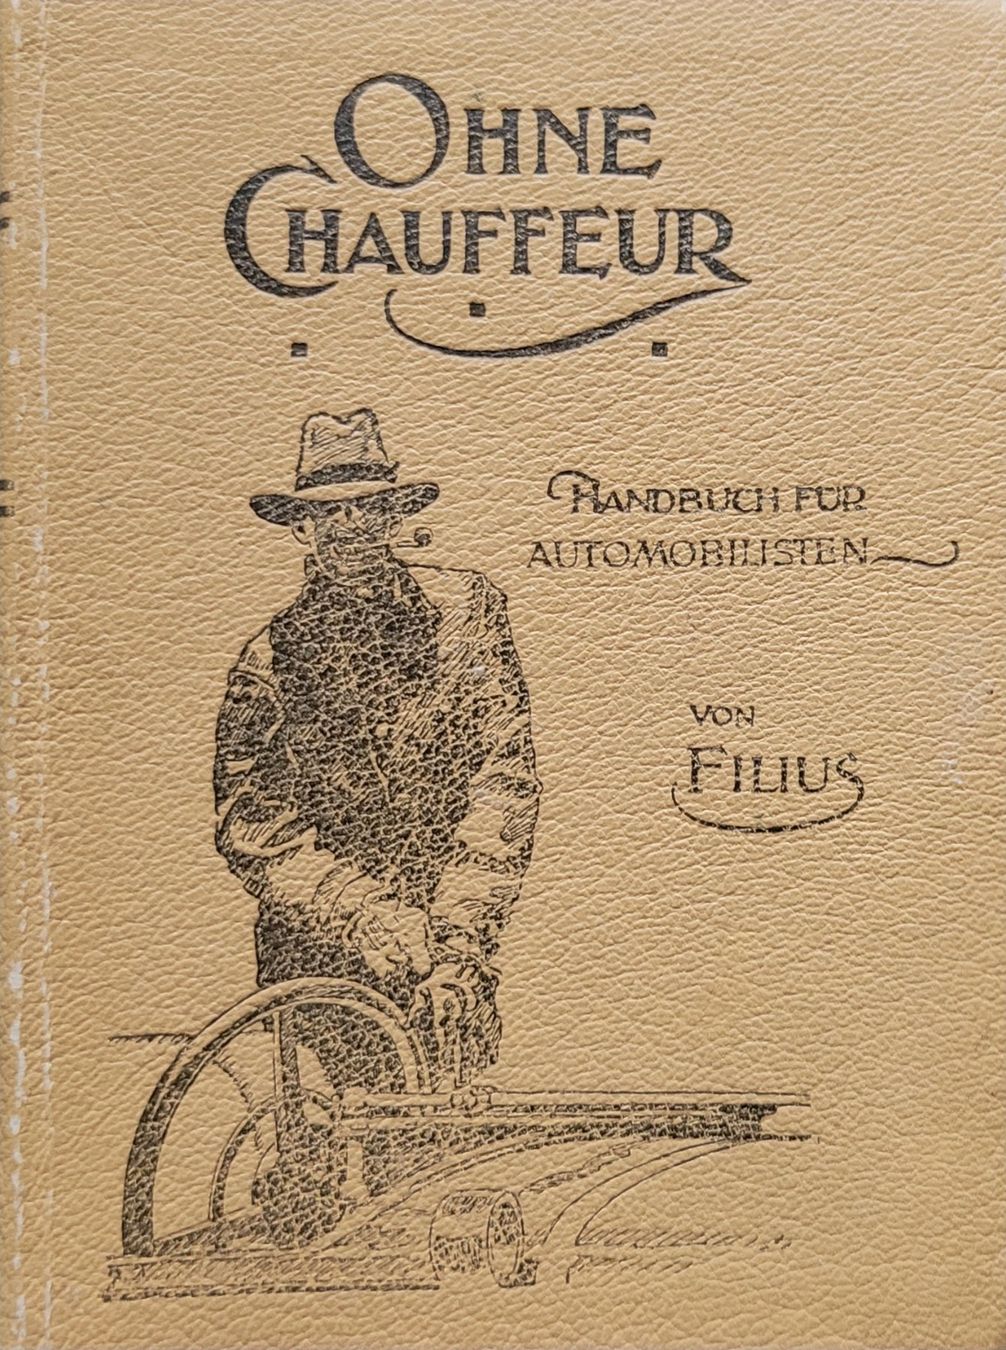 OHNE
CHAUFFEUR
HANDBUCH FÜR
AUTOMOBILISTEN
VON
FILIUS